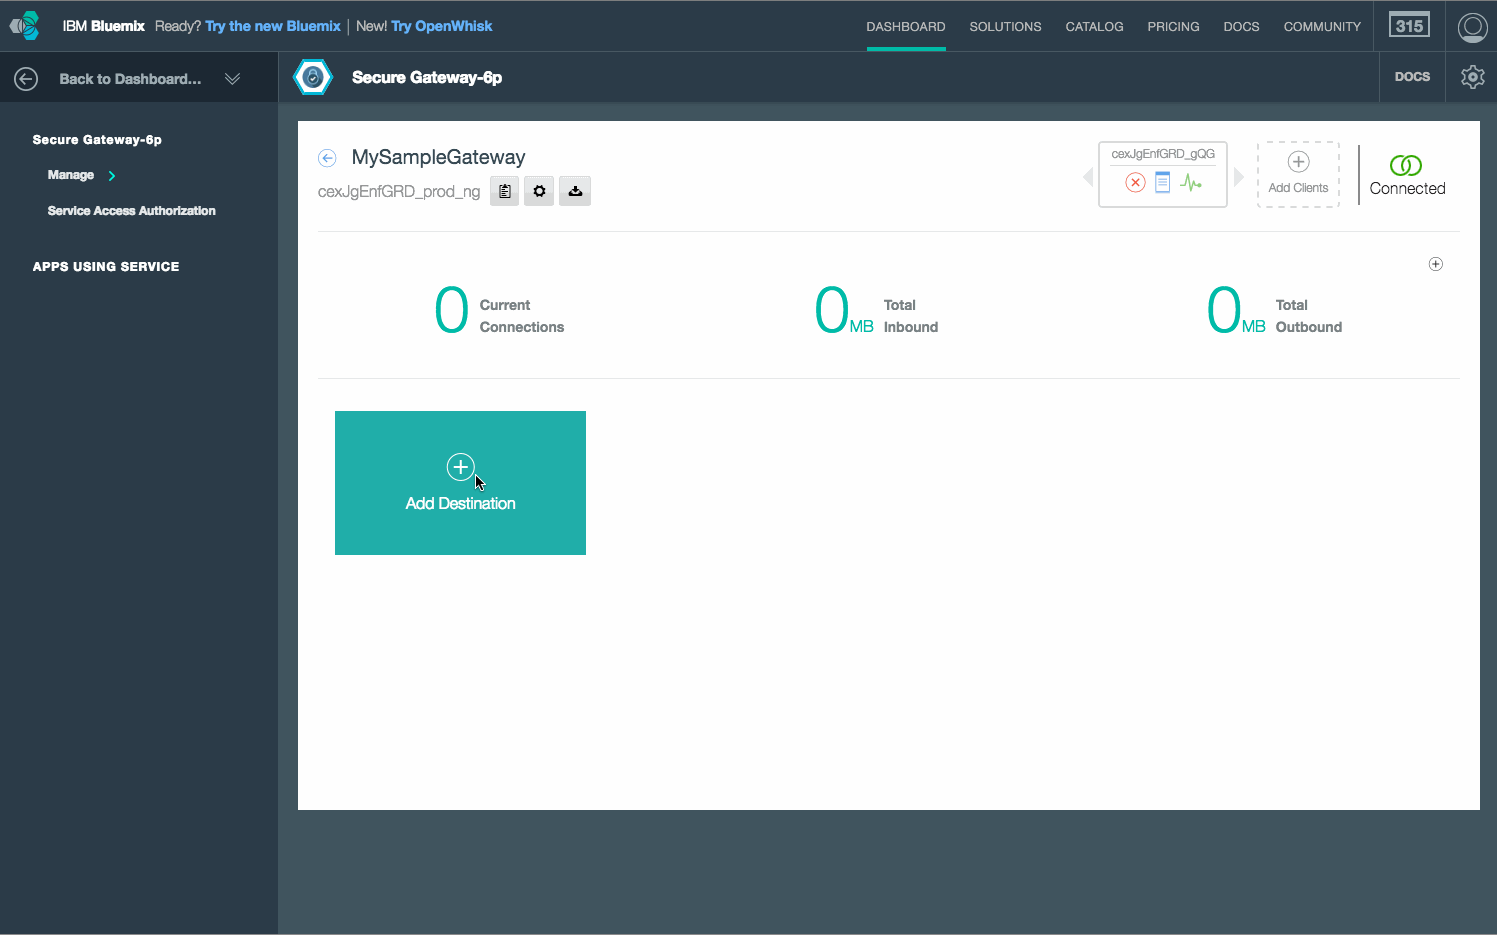 IBM Bluemix Ready? Try the new Bluemix | New! Try OpenWhisk
DASHBOARD SOLUTIONS CATALOG PRICING DOCS COMMUNITY 315
Back to Dashboard...
Secure Gateway-6p
DOCS
Secure Gateway-6p
Manage
Service Access Authorization
APPS USING SERVICE
MySampleGateway
cexJgEnfGRD_prod_ng
cexJgEnfGRD_gQG
Add Clients
Connected
0 Current
Connections
0 MB Total
Inbound
0 MB Total
Outbound
Add Destination